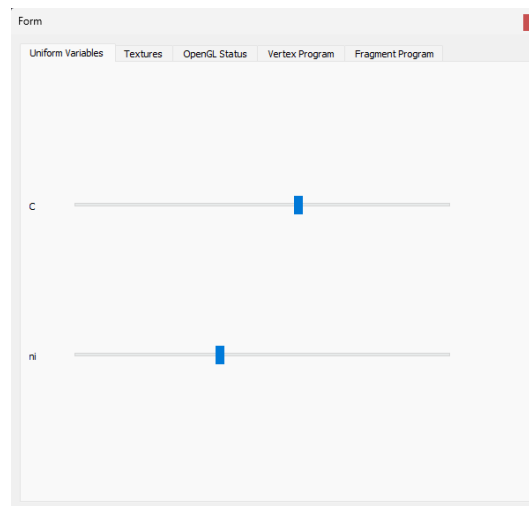 Form
Uniform Variables Textures OpenGL Status Vertex Program Fragment Program
C
ni